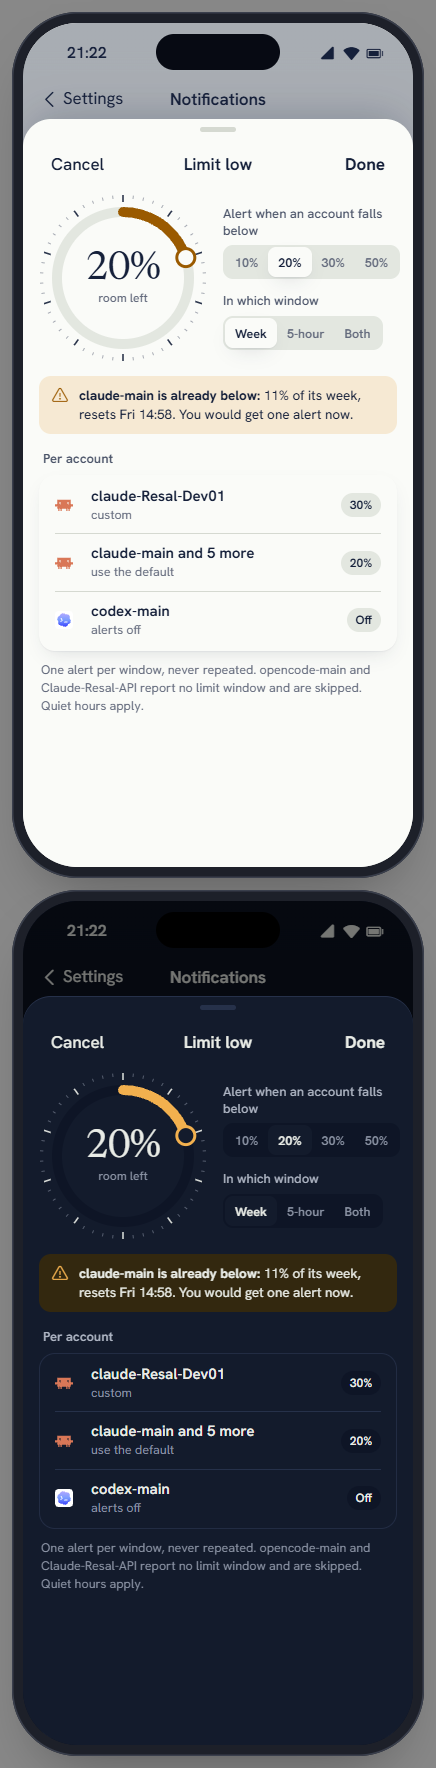 21:22
Settings
Notifications
Cancel
Limit low
Done
20%
room left
Alert when an account falls
below
10%
20%
30%
50%
In which window
Week
5-hour
Both
claude-main is already below: 11% of its week,
resets Fri 14:58. You would get one alert now.
Per account
claude-Resal-Dev01
custom
30%
claude-main and 5 more
use the default
20%
codex-main
alerts off
Off
One alert per window, never repeated. opencode-main and
Claude-Resal-API report no limit window and are skipped.
Quiet hours apply.
21:22
Settings
Notifications
Cancel
Limit low
Done
20%
room left
Alert when an account falls
below
10%
20%
30%
50%
In which window
Week
5-hour
Both
claude-main is already below: 11% of its week,
resets Fri 14:58. You would get one alert now.
Per account
claude-Resal-Dev01
custom
30%
claude-main and 5 more
use the default
20%
codex-main
alerts off
Off
One alert per window, never repeated. opencode-main and
Claude-Resal-API report no limit window and are skipped.
Quiet hours apply.